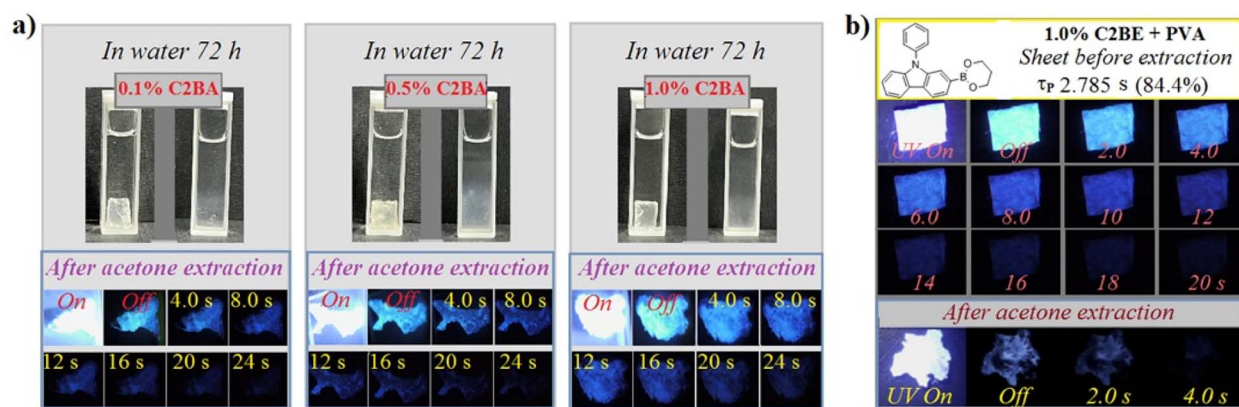 a)
In water 72 h
0.1% C2BA
After acetone extraction
On Off 4.0 s 8.0 s
12 s 16 s 20 s 24 s
In water 72 h
0.5% C2BA
After acetone extraction
On Off 4.0 s 8.0 s
12 s 16 s 20 s 24 s
In water 72 h
1.0% C2BA
After acetone extraction
On Off 4.0 s 8.0 s
12 s 16 s 20 s 24 s
b)
1.0% C2BE + PVA
Sheet before extraction
τP 2.785 s (84.4%)
N
O
B
O
UV On Off 2.0 4.0
6.0 8.0 10 12
14 16 18 20 s
After acetone extraction
UV On Off 2.0 s 4.0 s